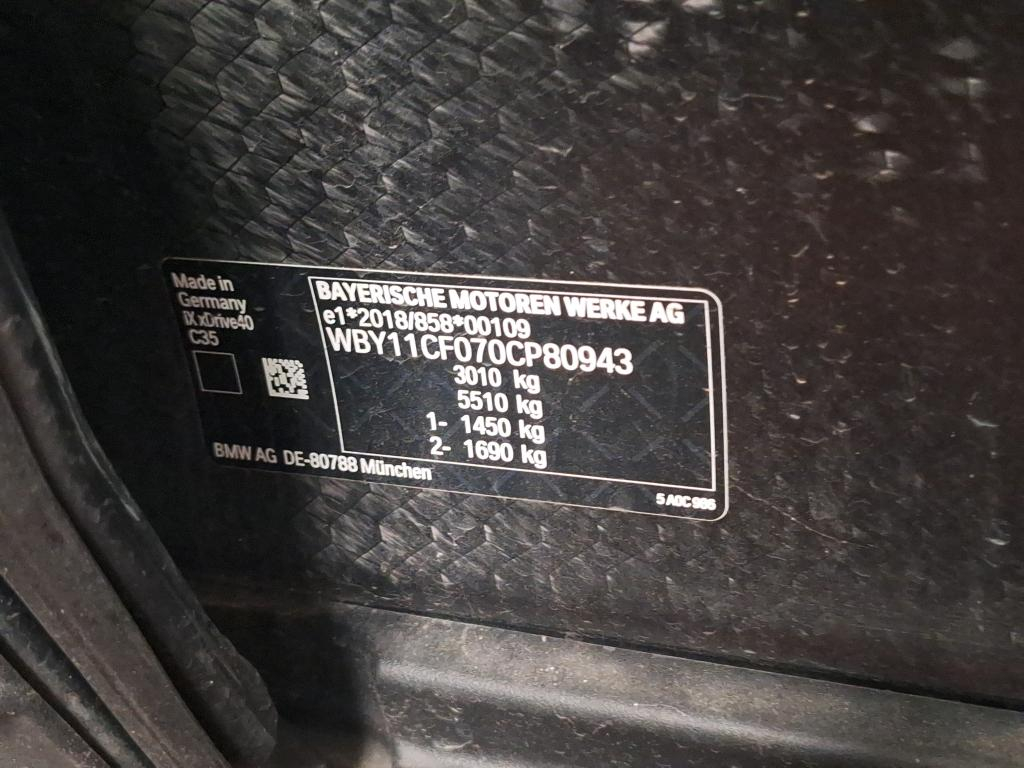 Made in
Germany
IX xDrive40
C35
BAYERISCHE MOTOREN WERKE AG
e1*2018/858*00109
WBY11CF070CP80943
3010 kg
5510 kg
1- 1450 kg
2- 1690 kg
BMW AG DE-80788 München
5 A0C 986